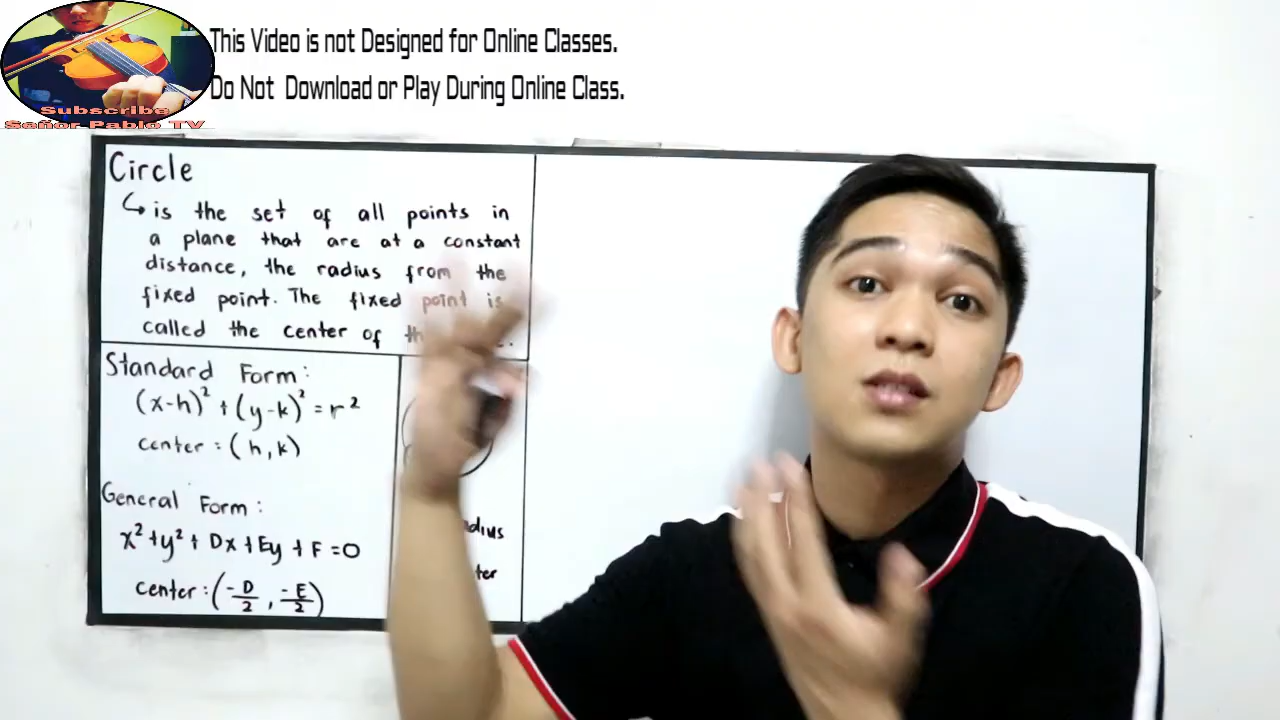 This Video is not Designed for Online Classes.
Do Not Download or Play During Online Class.
Subscribe
Señor Pablo TV
Circle
↳ is the set of all points in
a plane that are at a constant
distance, the radius from the
fixed point. The fixed point is
called the center of
Standard Form:
(x-h)² + (y-k)² = r²
center = (h, k)
General Form:
x² + y² + Dx + Ey + F = 0
center : (-D/2, -E/2)